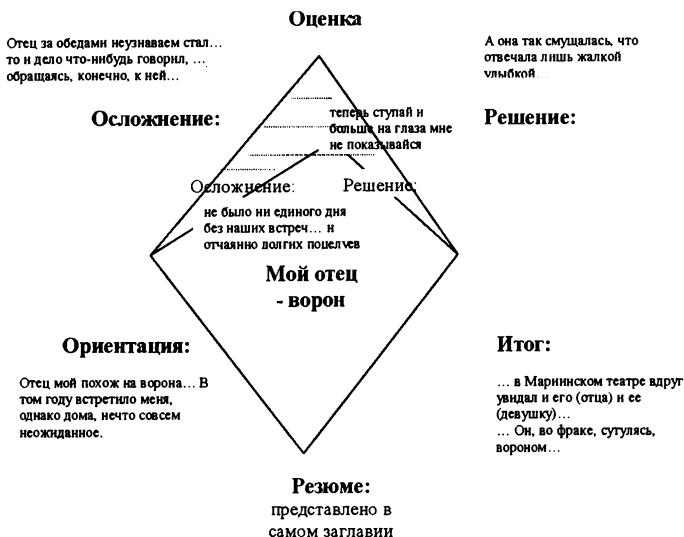 Оценка
Отец за обедами неузнаваем стал…
то и дело что-нибудь говорил, …
обращаясь, конечно, к ней…
А она так смущалась, что
отвечала лишь жалкой
улыбкой…
Осложнение:
теперь ступай и
больше на глаза мне
не показывайся
Решение:
Осложнение:
Решение:
не было ни единого дня
без наших встреч… и
отчаянно долгих поцелуев
Мой отец
- ворон
Ориентация:
Отец мой похож на ворона… В
том году встретило меня,
однако дома, нечто совсем
неожиданное.
Итог:
… в Мариинском театре вдруг
увидал и его (отца) и ее
(девушку)…
… Он, во фраке, сутулясь,
вороном…
Резюме:
представлено в
самом заглавии